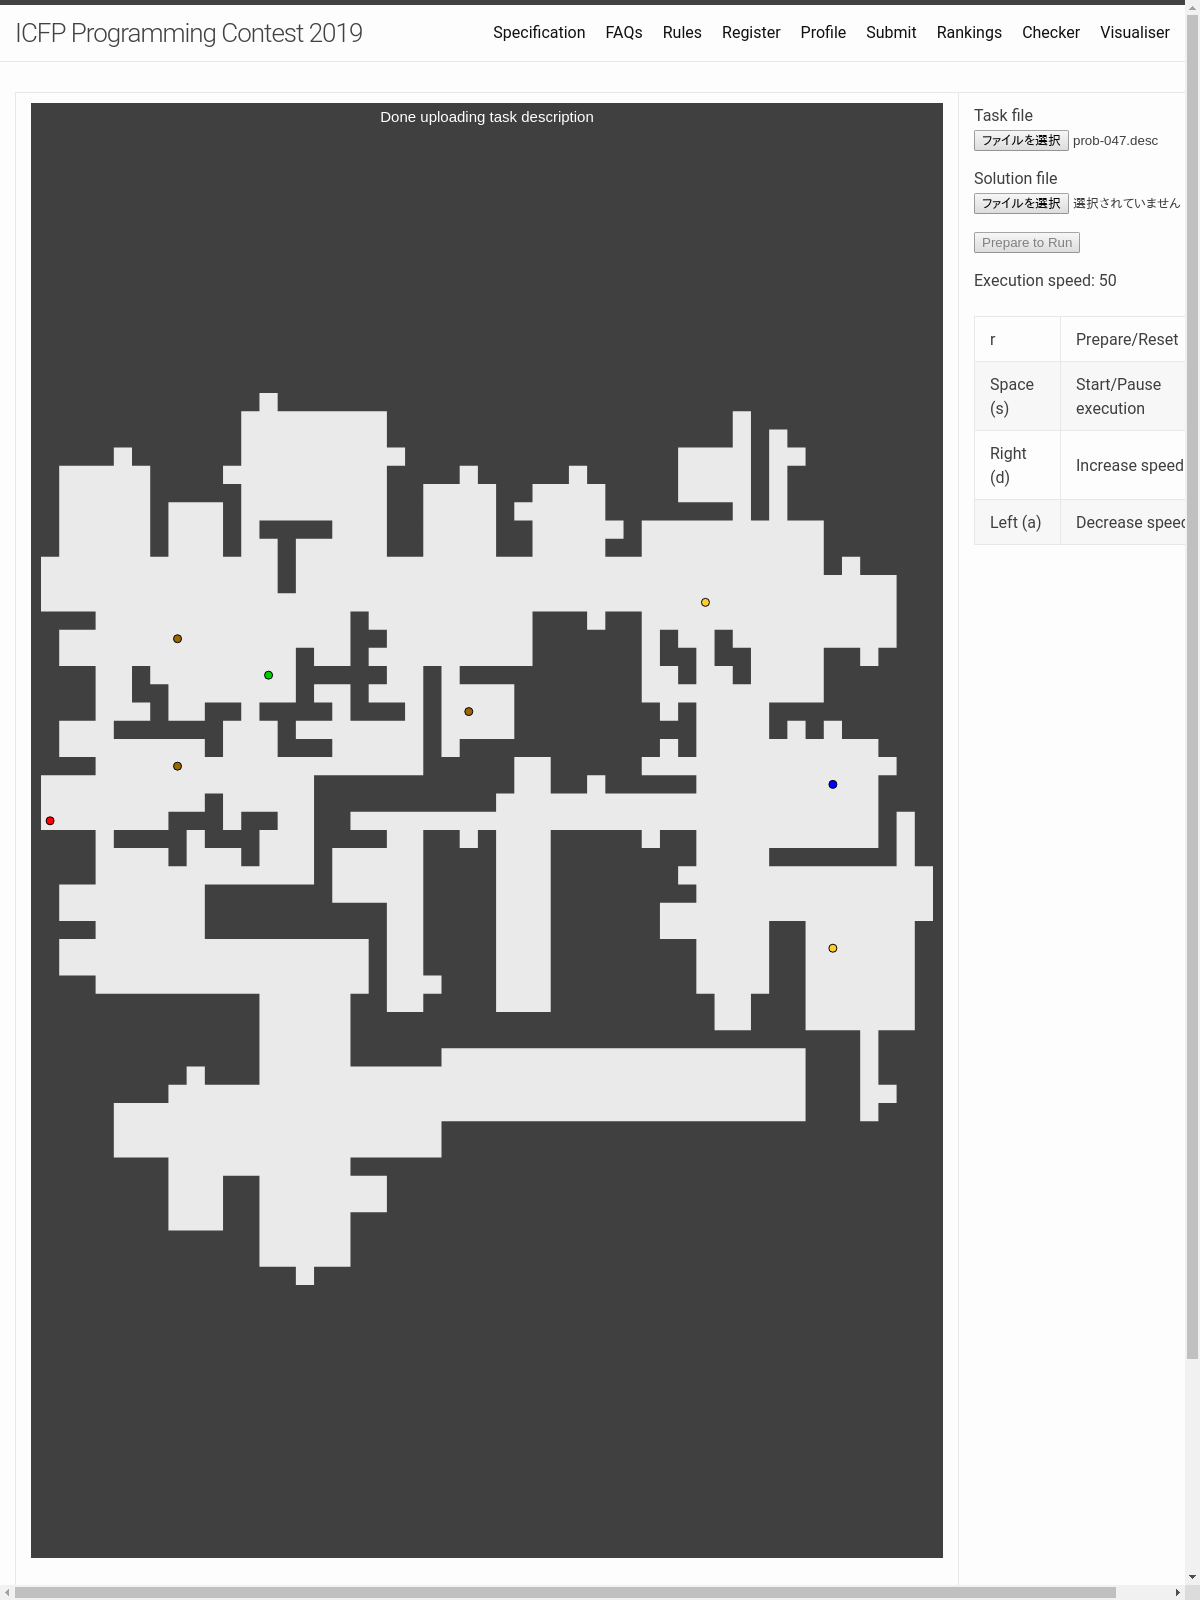 ICFP Programming Contest 2019
Specification FAQs Rules Register Profile Submit Rankings Checker Visualiser
Done uploading task description
Task file
ファイルを選択 prob-047.desc
Solution file
ファイルを選択 選択されていません
Prepare to Run
Execution speed: 50
r Prepare/Reset
Space (s) Start/Pause execution
Right (d) Increase speed
Left (a) Decrease speed